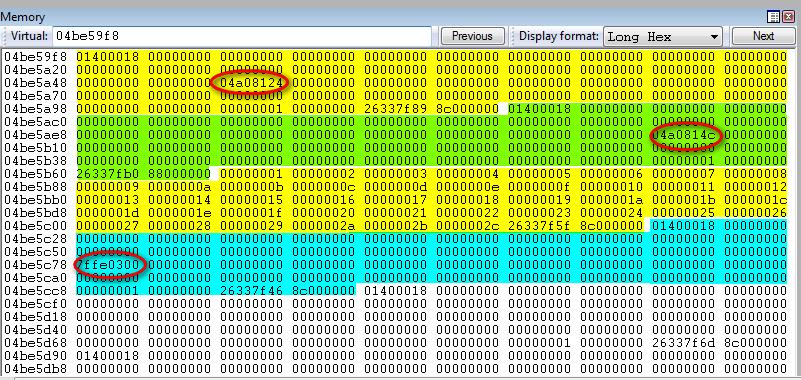 Memory
Virtual: 04be59f8 Previous Display format: Long Hex Next
04be59f8 01400018 00000000 00000000 00000000 00000000 00000000 00000000 00000000 00000000 00000000
04be5a20 00000000 00000000 00000000 00000000 00000000 00000000 00000000 00000000 00000000 00000000
04be5a48 00000000 00000000 04a08124 00000000 00000000 00000000 00000000 00000000 00000000 00000000
04be5a70 00000000 00000000 00000000 00000000 00000000 00000000 00000000 00000000 00000000 00000000
04be5a98 00000000 00000000 00000001 00000000 26337f89 8c000000 01400018 00000000 00000000 00000000
04be5ac0 00000000 00000000 00000000 00000000 00000000 00000000 00000000 00000000 00000000 00000000
04be5ae8 00000000 00000000 00000000 00000000 00000000 00000000 00000000 00000000 04a0814c 00000000
04be5b10 00000000 00000000 00000000 00000000 00000000 00000000 00000000 00000000 00000000 00000000
04be5b38 00000000 00000000 00000000 00000000 00000000 00000000 00000000 00000000 00000001 00000000
04be5b60 26337fb0 88000000 00000001 00000002 00000003 00000004 00000005 00000006 00000007 00000008
04be5b88 00000009 0000000a 0000000b 0000000c 0000000d 0000000e 0000000f 00000010 00000011 00000012
04be5bb0 00000013 00000014 00000015 00000016 00000017 00000018 00000019 0000001a 0000001b 0000001c
04be5bd8 0000001d 0000001e 0000001f 00000020 00000021 00000022 00000023 00000024 00000025 00000026
04be5c00 00000027 00000028 00000029 0000002a 0000002b 0000002c 26337f5f 8c000000 01400018 00000000
04be5c28 00000000 00000000 00000000 00000000 00000000 00000000 00000000 00000000 00000000 00000000
04be5c50 00000000 00000000 00000000 00000000 00000000 00000000 00000000 00000000 00000000 00000000
04be5c78 7ffe0300 00000000 00000000 00000000 00000000 00000000 00000000 00000000 00000000 00000000
04be5ca0 00000000 00000000 00000000 00000000 00000000 00000000 00000000 00000000 00000000 00000000
04be5cc8 00000001 00000000 26337f46 8c000000 01400018 00000000 00000000 00000000 00000000 00000000
04be5cf0 00000000 00000000 00000000 00000000 00000000 00000000 00000000 00000000 00000000 00000000
04be5d18 00000000 00000000 00000000 00000000 00000000 00000000 00000000 00000000 00000000 00000000
04be5d40 00000000 00000000 00000000 00000000 00000000 00000000 00000000 00000000 00000000 00000000
04be5d68 00000000 00000000 00000000 00000000 00000000 00000000 00000001 00000000 26337f6d 8c000000
04be5d90 01400018 00000000 00000000 00000000 00000000 00000000 00000000 00000000 00000000 00000000
04be5db8 00000000 00000000 00000000 00000000 00000000 00000000 00000000 00000000 00000000 00000000